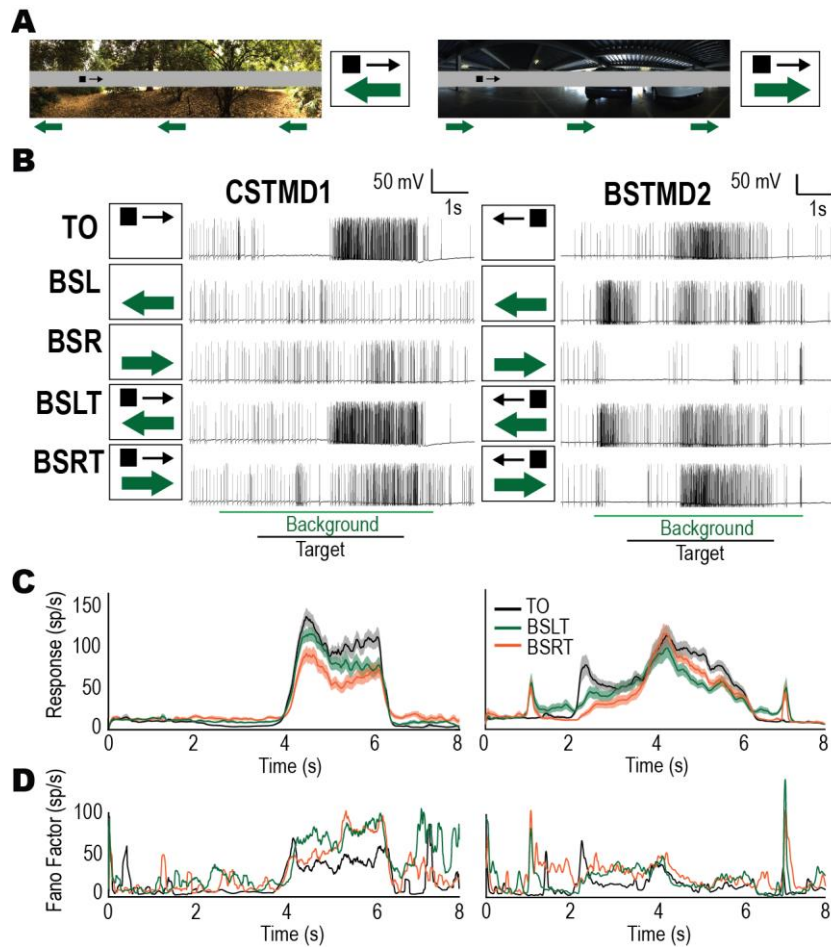 A
B
CSTMD1
50 mV
1s
BSTMD2
50 mV
1s
TO
BSL
BSR
BSLT
BSRT
Background
Target
Background
Target
C
Response (sp/s)
150
100
50
0
0 2 4 6 8
Time (s)
TO
BSLT
BSRT
0 2 4 6 8
Time (s)
D
Fano Factor (sp/s)
100
50
0
0 2 4 6 8
Time (s)
0 2 4 6 8
Time (s)